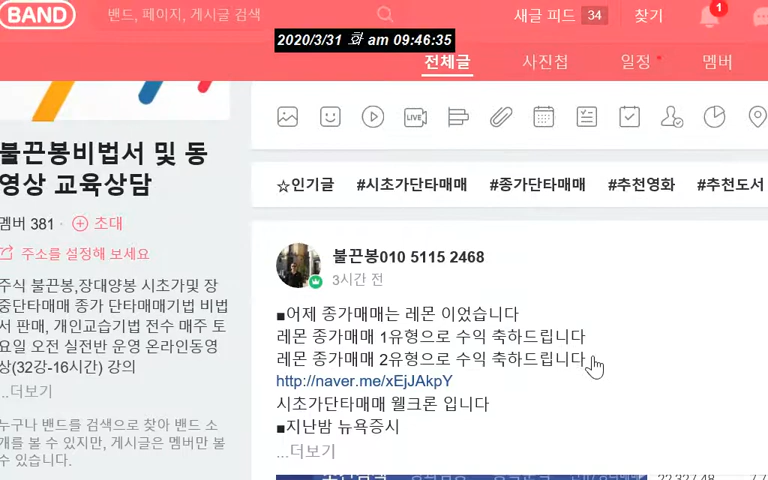 BAND
밴드, 페이지, 게시글 검색
새글 피드 34
찾기
1
2020/3/31 화 am 09:46:35
전체글
사진첩
일정
멤버
LIVE
불끈봉비법서 및 동
영상 교육상담
멤버 381 · 초대
주소를 설정해 보세요
주식 불끈봉,장대양봉 시초가및 장
중단타매매 종가 단타매매기법 비법
서 판매, 개인교습기법 전수 매주 토
요일 오전 실전반 운영 온라인동영
상(32강-16시간) 강의
...더보기
누구나 밴드를 검색으로 찾아 밴드 소
개를 볼 수 있지만, 게시글은 멤버만 볼
수 있습니다.
☆인기글
#시초가단타매매
#종가단타매매
#추천영화
#추천도서
불끈봉010 5115 2468
3시간 전
■어제 종가매매는 레몬 이었습니다
레몬 종가매매 1유형으로 수익 축하드립니다
레몬 종가매매 2유형으로 수익 축하드립니다
http://naver.me/xEjJAkpY
시초가단타매매 웰크론 입니다
■지난밤 뉴욕증시
...더보기